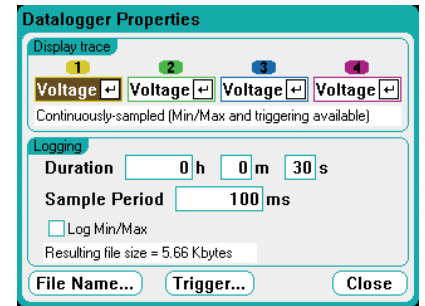 Datalogger Properties
Display trace
1 2 3 4
Voltage ↵ Voltage ↵ Voltage ↵ Voltage ↵
Continuously-sampled (Min/Max and triggering available)
Logging
Duration 0 h 0 m 30 s
Sample Period 100 ms
Log Min/Max
Resulting file size = 5.66 Kbytes
File Name... Trigger... Close